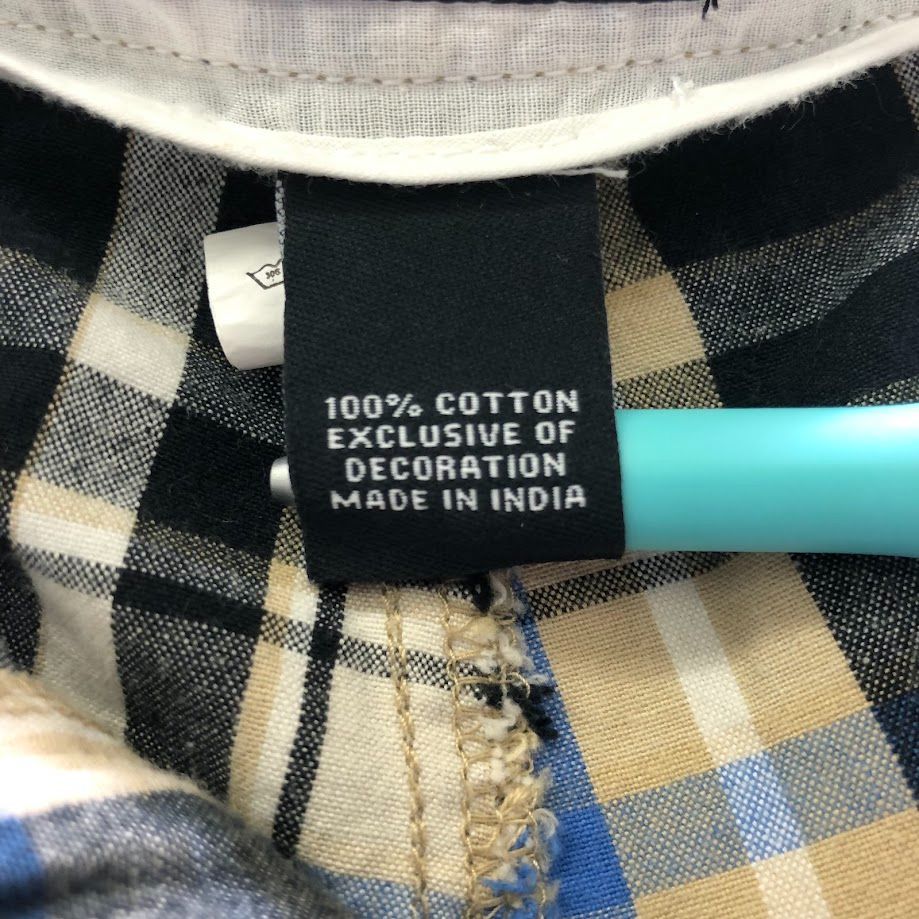 100% COTTON
EXCLUSIVE OF
DECORATION
MADE IN INDIA